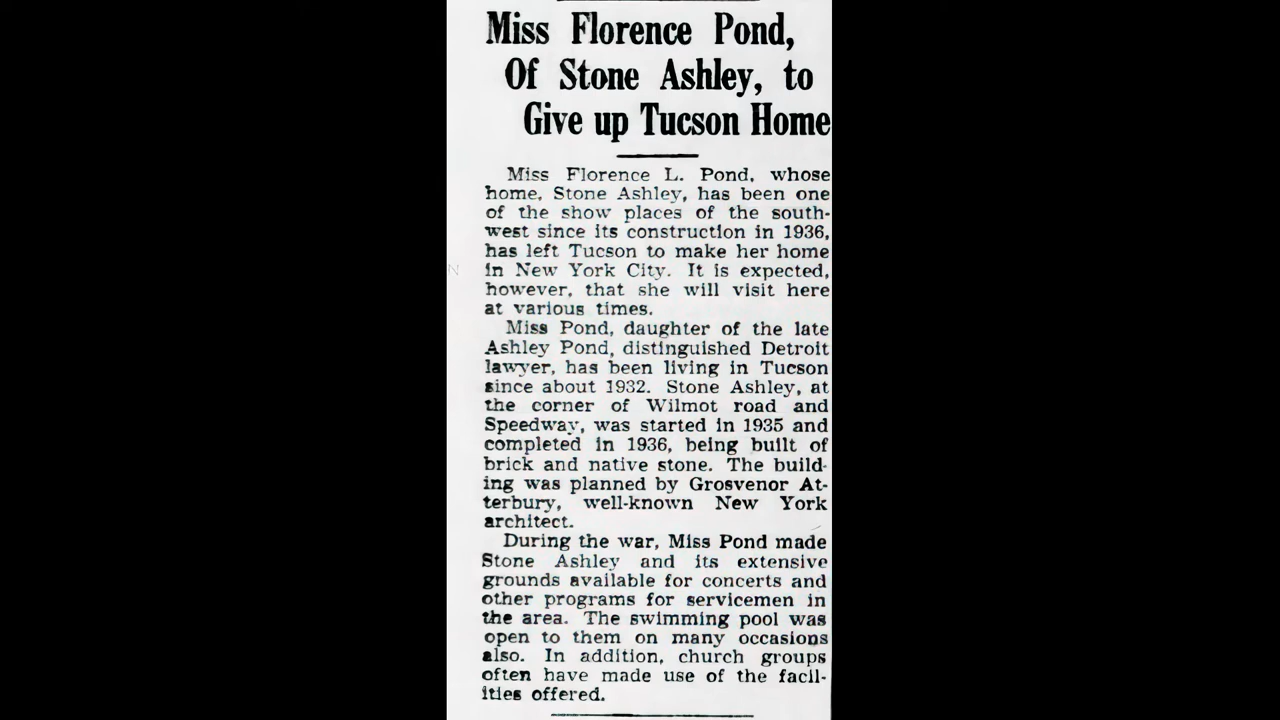 Miss Florence Pond,
Of Stone Ashley, to
Give up Tucson Home
Miss Florence L. Pond, whose
home, Stone Ashley, has been one
of the show places of the south-
west since its construction in 1936,
has left Tucson to make her home
in New York City. It is expected,
however, that she will visit here
at various times.
Miss Pond, daughter of the late
Ashley Pond, distinguished Detroit
lawyer, has been living in Tucson
since about 1932. Stone Ashley, at
the corner of Wilmot road and
Speedway, was started in 1935 and
completed in 1936, being built of
brick and native stone. The build-
ing was planned by Grosvenor At-
terbury, well-known New York
architect.
During the war, Miss Pond made
Stone Ashley and its extensive
grounds available for concerts and
other programs for servicemen in
the area. The swimming pool was
open to them on many occasions
also. In addition, church groups
often have made use of the facil-
ities offered.